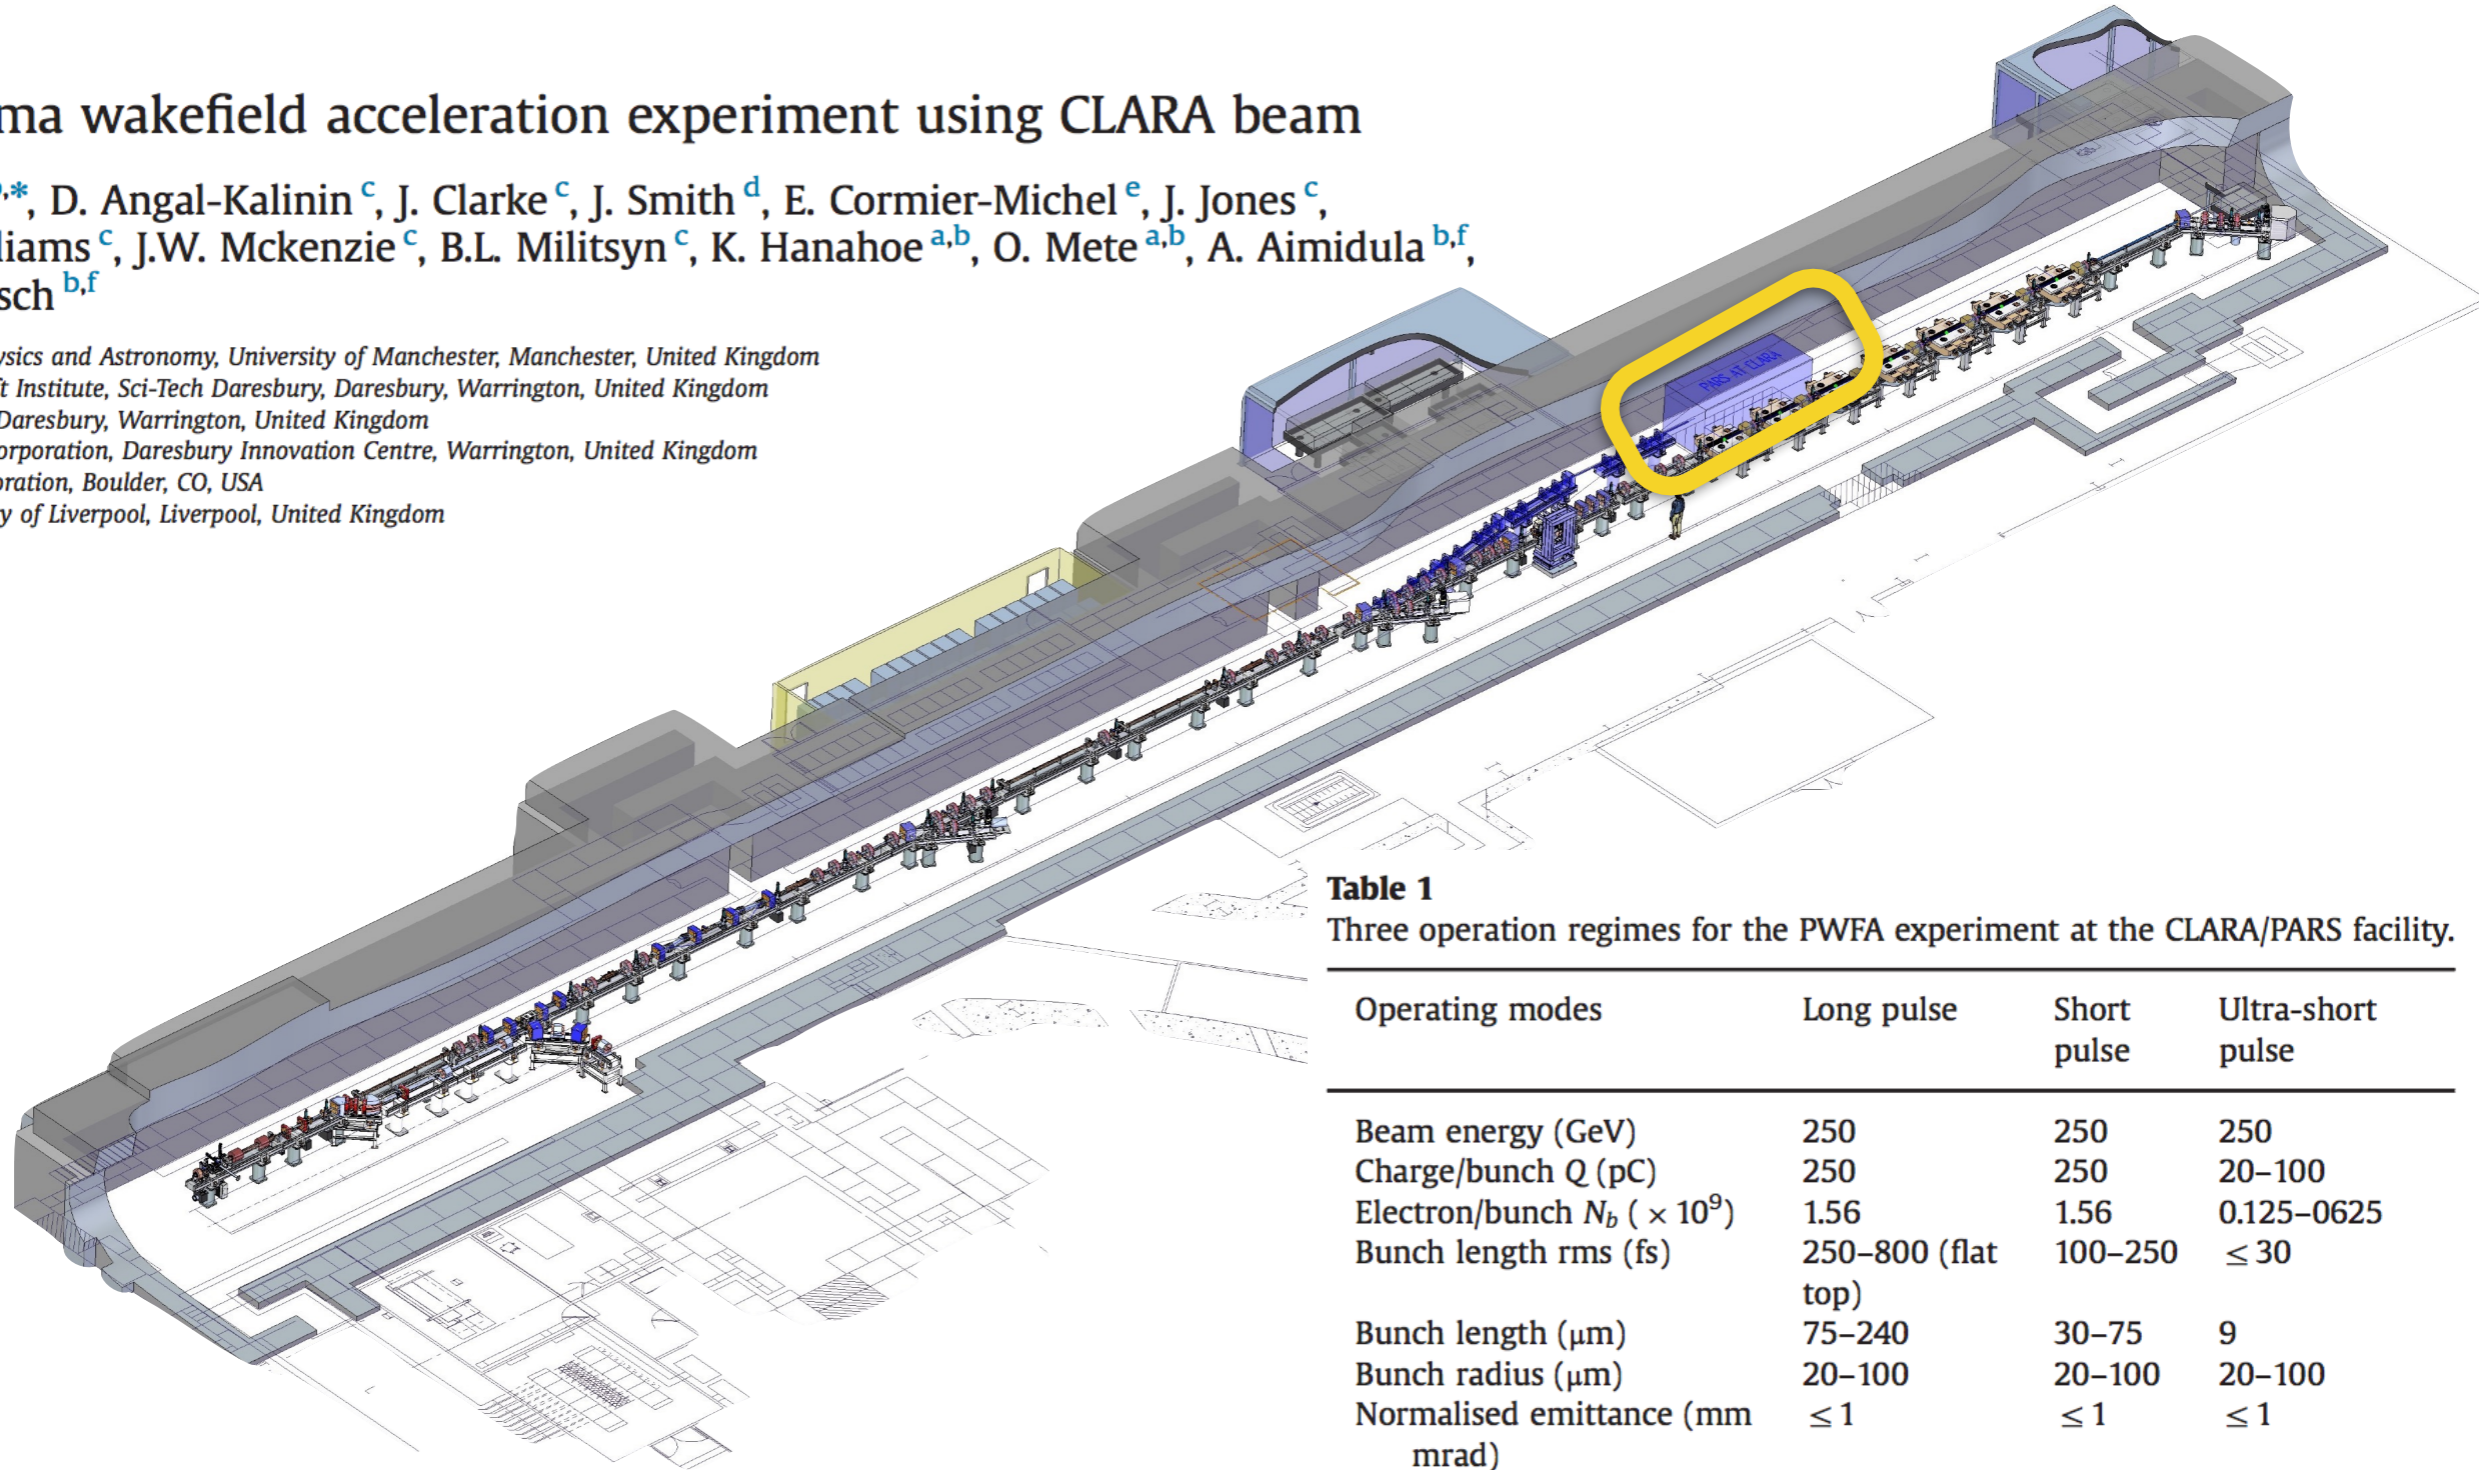 ma wakefield acceleration experiment using CLARA beam
,*, D. Angal-Kalinin c, J. Clarke c, J. Smith d, E. Cormier-Michel e, J. Jones c,
liams c, J.W. Mckenzie c, B.L. Militsyn c, K. Hanahoe a,b, O. Mete a,b, A. Aimidula b,f,
sch b,f
ysics and Astronomy, University of Manchester, Manchester, United Kingdom
ft Institute, Sci-Tech Daresbury, Daresbury, Warrington, United Kingdom
Daresbury, Warrington, United Kingdom
orporation, Daresbury Innovation Centre, Warrington, United Kingdom
oration, Boulder, CO, USA
y of Liverpool, Liverpool, United Kingdom
PARS AT CLARA
Table 1
Three operation regimes for the PWFA experiment at the CLARA/PARS facility.
Operating modes Long pulse Short pulse Ultra-short pulse
Beam energy (GeV) 250 250 250
Charge/bunch Q (pC) 250 250 20–100
Electron/bunch Nb ( × 10^9) 1.56 1.56 0.125–0625
Bunch length rms (fs) 250–800 (flat top) 100–250 ≤ 30
Bunch length (μm) 75–240 30–75 9
Bunch radius (μm) 20–100 20–100 20–100
Normalised emittance (mm mrad) ≤ 1 ≤ 1 ≤ 1